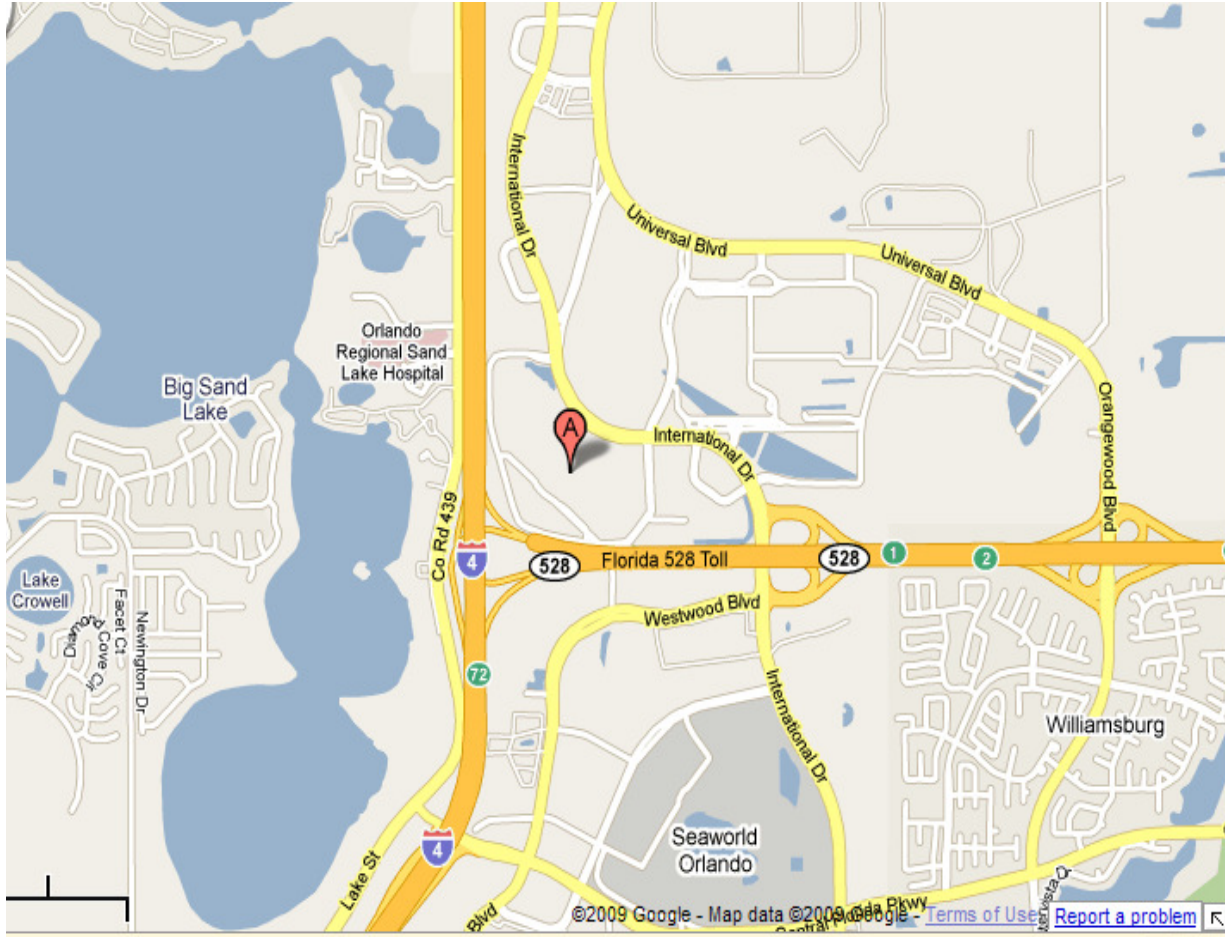 International Dr
Universal Blvd
Universal Blvd
Orlando
Regional Sand
Lake Hospital
Big Sand
Lake
Orangewood Blvd
A
International Dr
Co Rd 439
4
528
Florida 528 Toll
528
1
2
Lake
Crowell
Facet Ct
Cove Cir
Newington Dr
Westwood Blvd
72
International Dr
Williamsburg
Seaworld
Orlando
4
Lake St
Blvd
Pkwy
©2009 Google - Map data ©2009 Google - Terms of Use
Report a problem